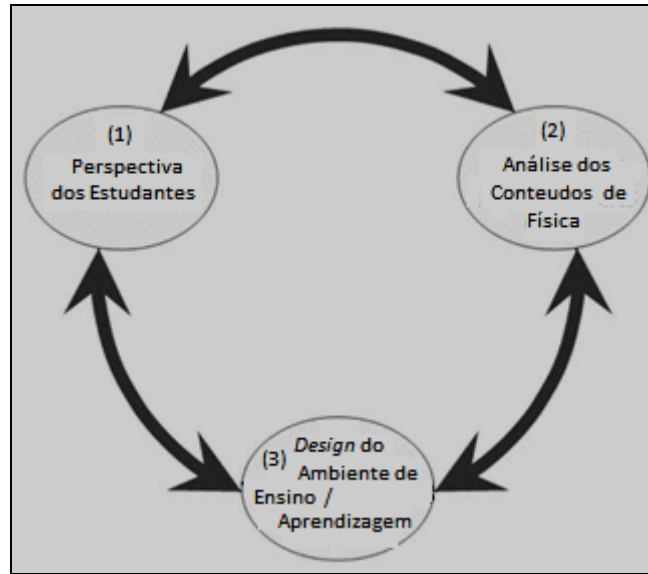 (1)
Perspectiva
dos Estudantes
(2)
Análise dos
Conteudos de
Física
(3) Design do
Ambiente de
Ensino /
Aprendizagem